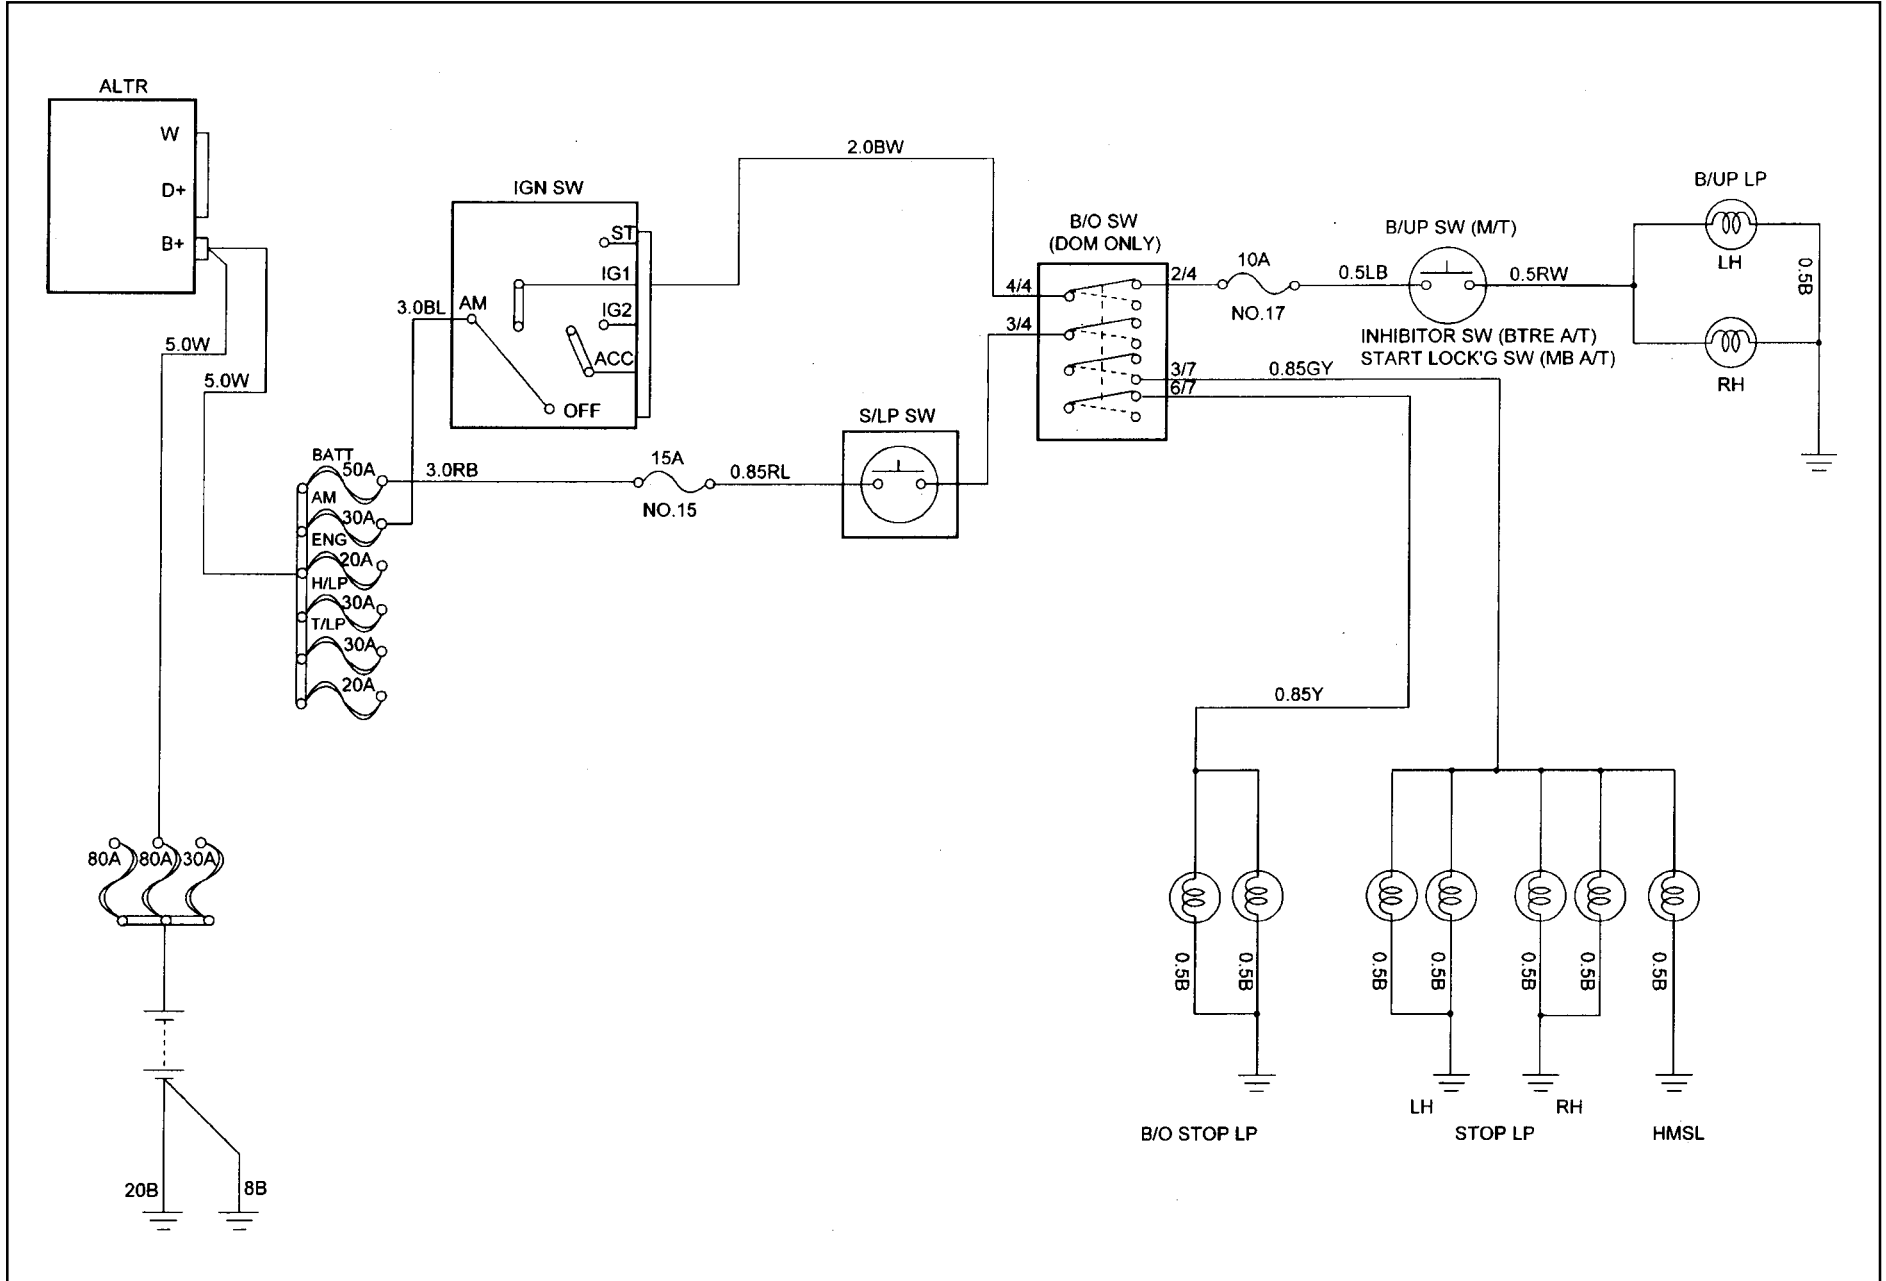 ALTR
W
D+
B+
5.0W
5.0W
IGN SW
ST
IG1
IG2
ACC
AM
OFF
3.0BL
2.0BW
BATT
50A
AM
30A
ENG
20A
H/LP
30A
T/LP
30A
20A
3.0RB
15A
NO.15
0.85RL
S/LP SW
B/O SW
(DOM ONLY)
4/4
3/4
2/4
3/7
6/7
10A
NO.17
0.5LB
B/UP SW (M/T)
INHIBITOR SW (BTRE A/T)
START LOCK'G SW (MB A/T)
0.5RW
B/UP LP
LH
RH
0.5B
0.85GY
0.85Y
80A
80A
30A
20B
8B
0.5B
0.5B
0.5B
0.5B
0.5B
0.5B
0.5B
LH
RH
B/O STOP LP
STOP LP
HMSL